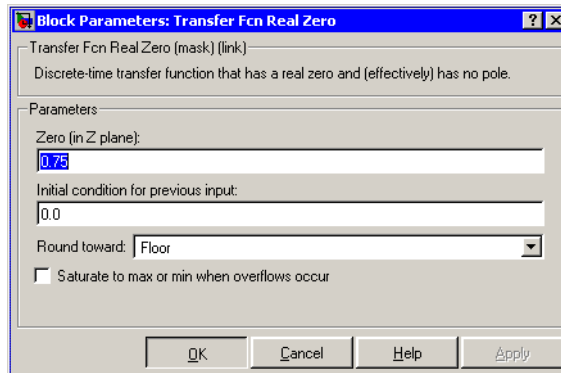 Block Parameters: Transfer Fcn Real Zero
Transfer Fcn Real Zero (mask) (link)
Discrete-time transfer function that has a real zero and (effectively) has no pole.
Parameters
Zero (in Z plane):
0.75
Initial condition for previous input:
0.0
Round toward: Floor
Saturate to max or min when overflows occur
OK Cancel Help Apply